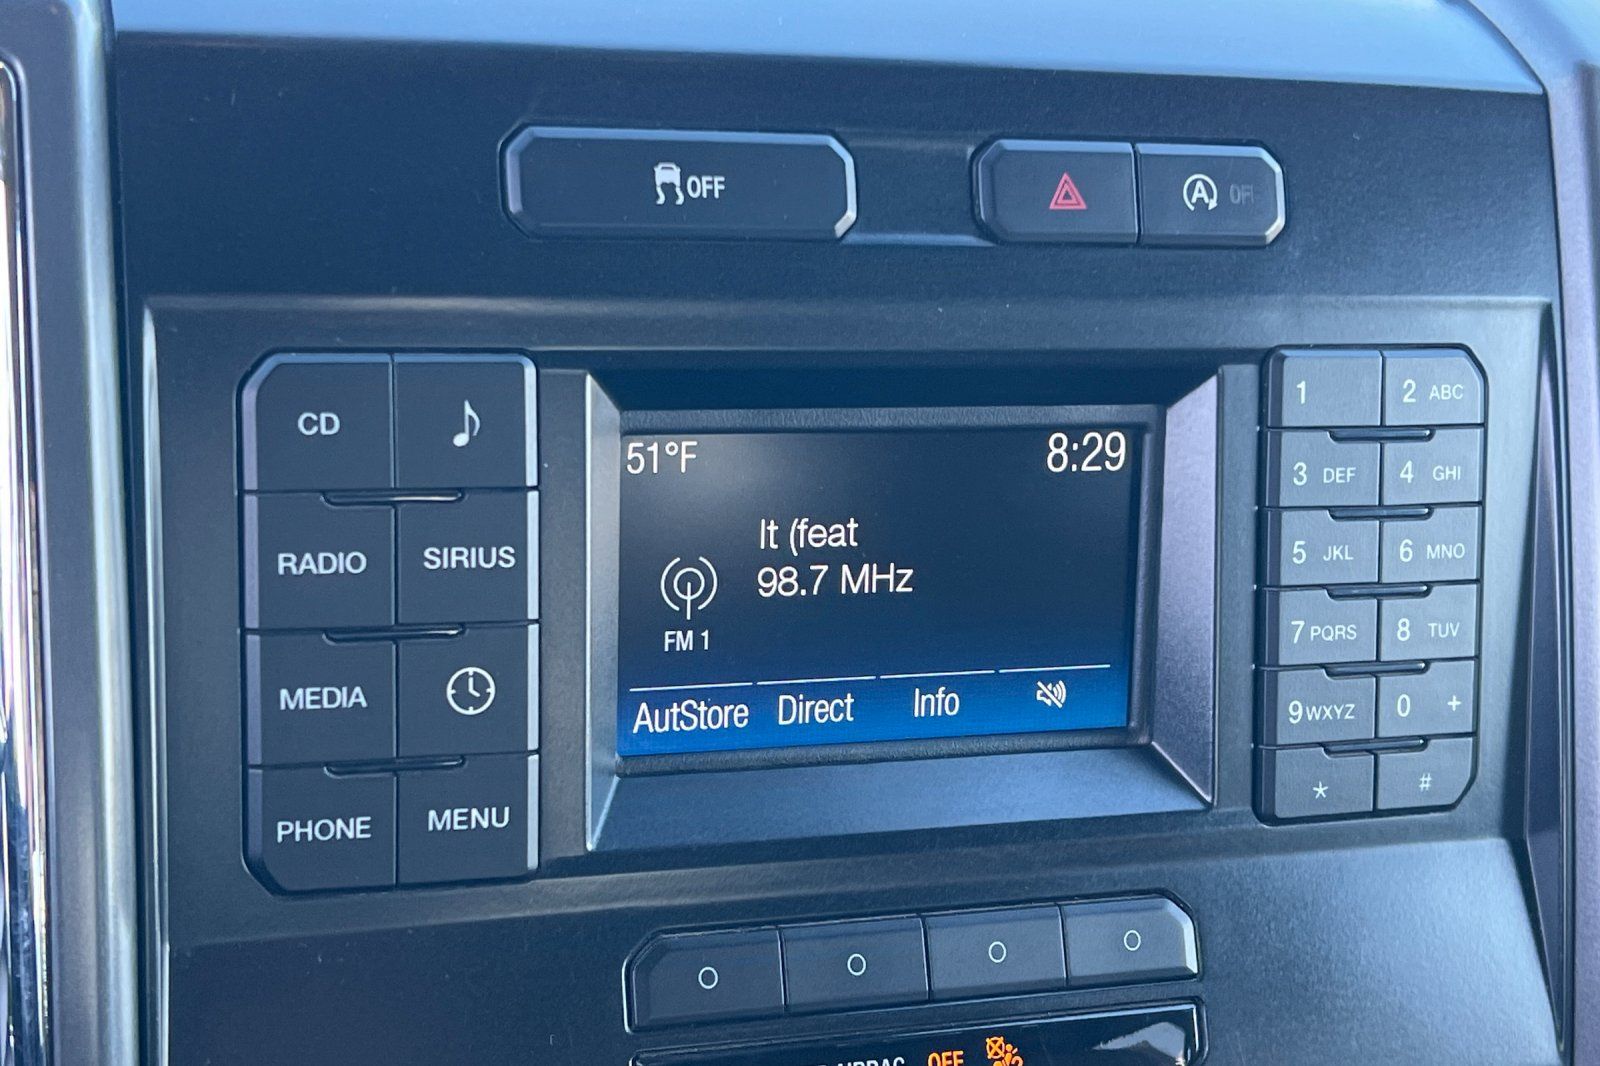 OFF
A OFF
CD
RADIO SIRIUS
MEDIA
PHONE MENU
51°F 8:29
It (feat
98.7 MHz
FM 1
AutStore Direct Info
1 2 ABC
3 DEF 4 GHI
5 JKL 6 MNO
7 PQRS 8 TUV
9 WXYZ 0 +
* #
AIRBAG OFF